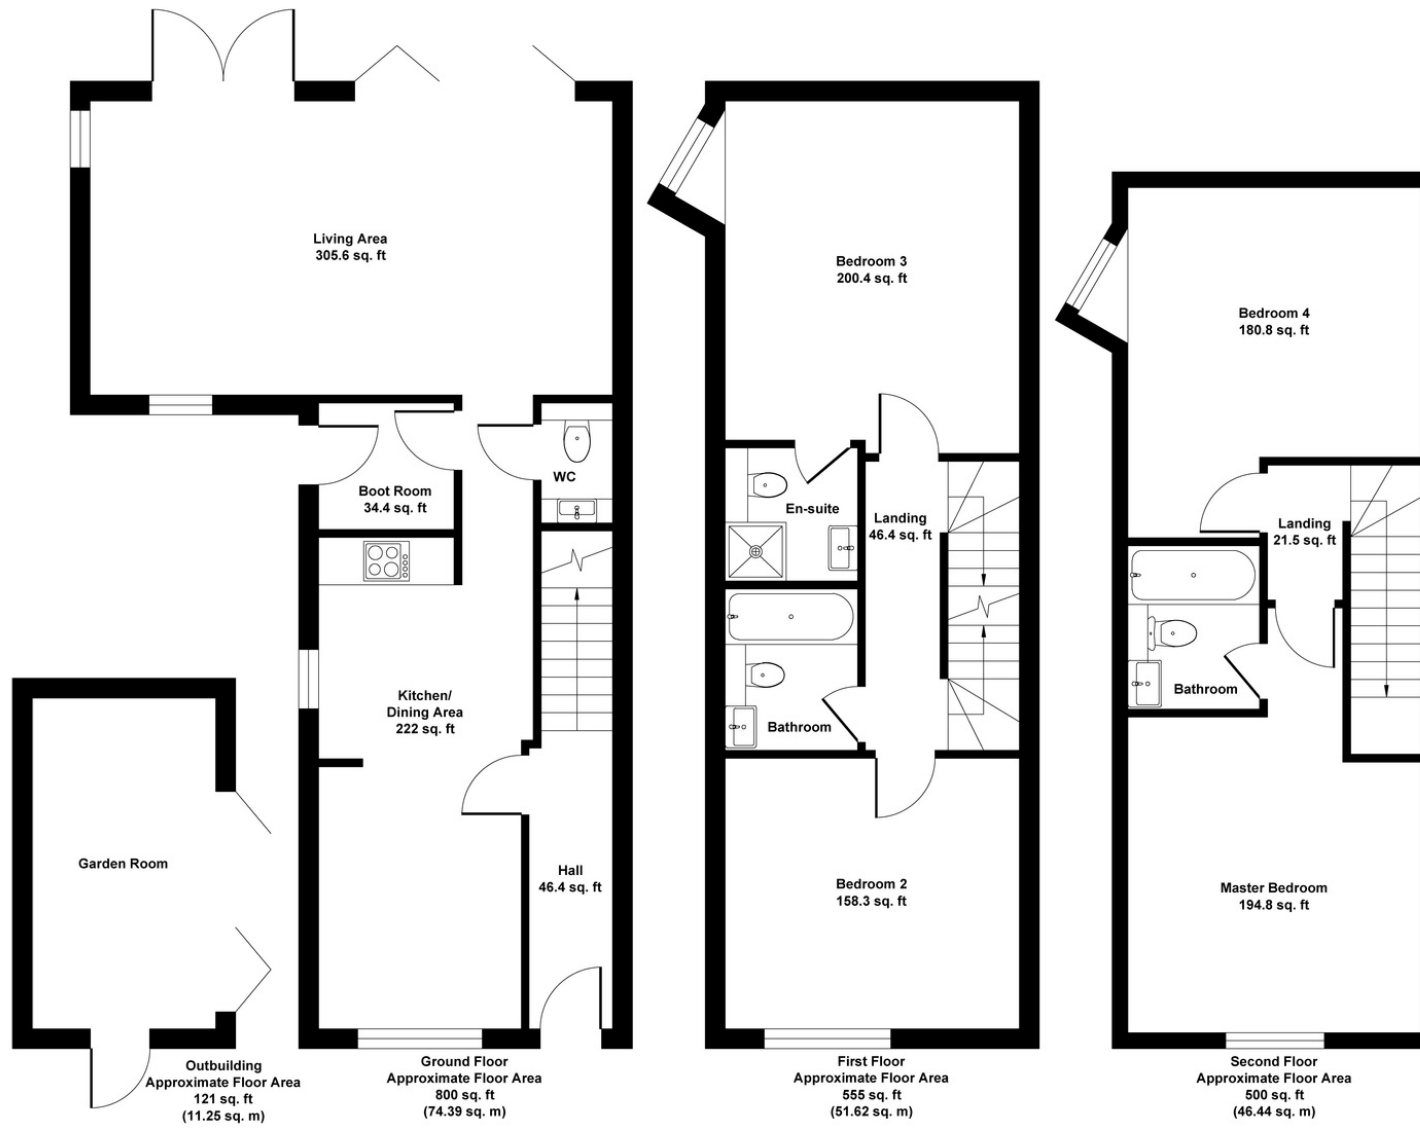 Living Area
305.6 sq. ft
Boot Room
34.4 sq. ft
WC
Kitchen/
Dining Area
222 sq. ft
Hall
46.4 sq. ft
Garden Room
Outbuilding
Approximate Floor Area
121 sq. ft
(11.25 sq. m)
Ground Floor
Approximate Floor Area
800 sq. ft
(74.39 sq. m)
Bedroom 3
200.4 sq. ft
En-suite
Landing
46.4 sq. ft
Bathroom
Bedroom 2
158.3 sq. ft
First Floor
Approximate Floor Area
555 sq. ft
(51.62 sq. m)
Bedroom 4
180.8 sq. ft
Landing
21.5 sq. ft
Bathroom
Master Bedroom
194.8 sq. ft
Second Floor
Approximate Floor Area
500 sq. ft
(46.44 sq. m)